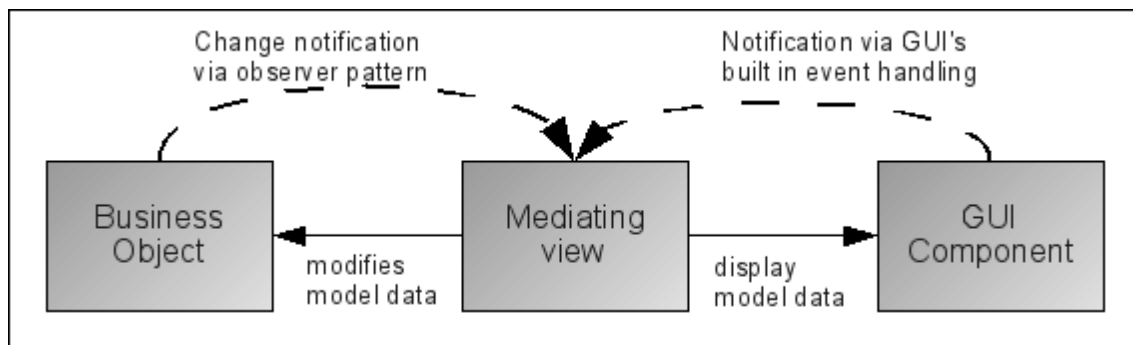 Change notification
via observer pattern
Notification via GUI's
built in event handling
Business
Object
Mediating
view
GUI
Component
modifies
model data
display
model data